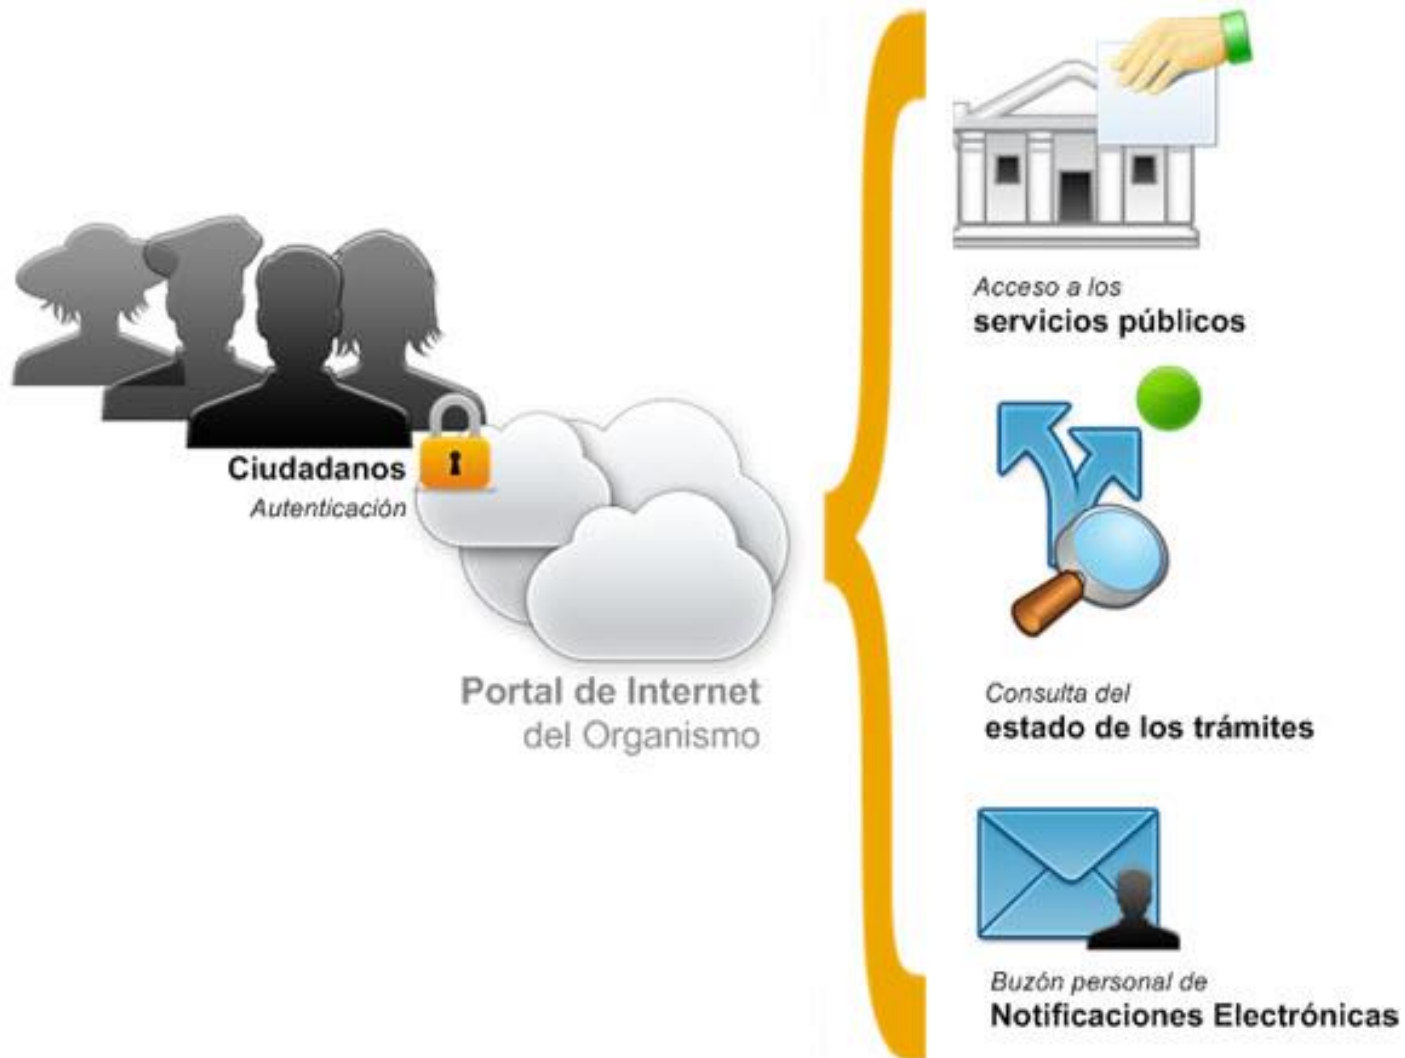 Ciudadanos
Autenticación
Portal de Internet
del Organismo
Acceso a los
servicios públicos
Consulta del
estado de los trámites
Buzón personal de
Notificaciones Electrónicas